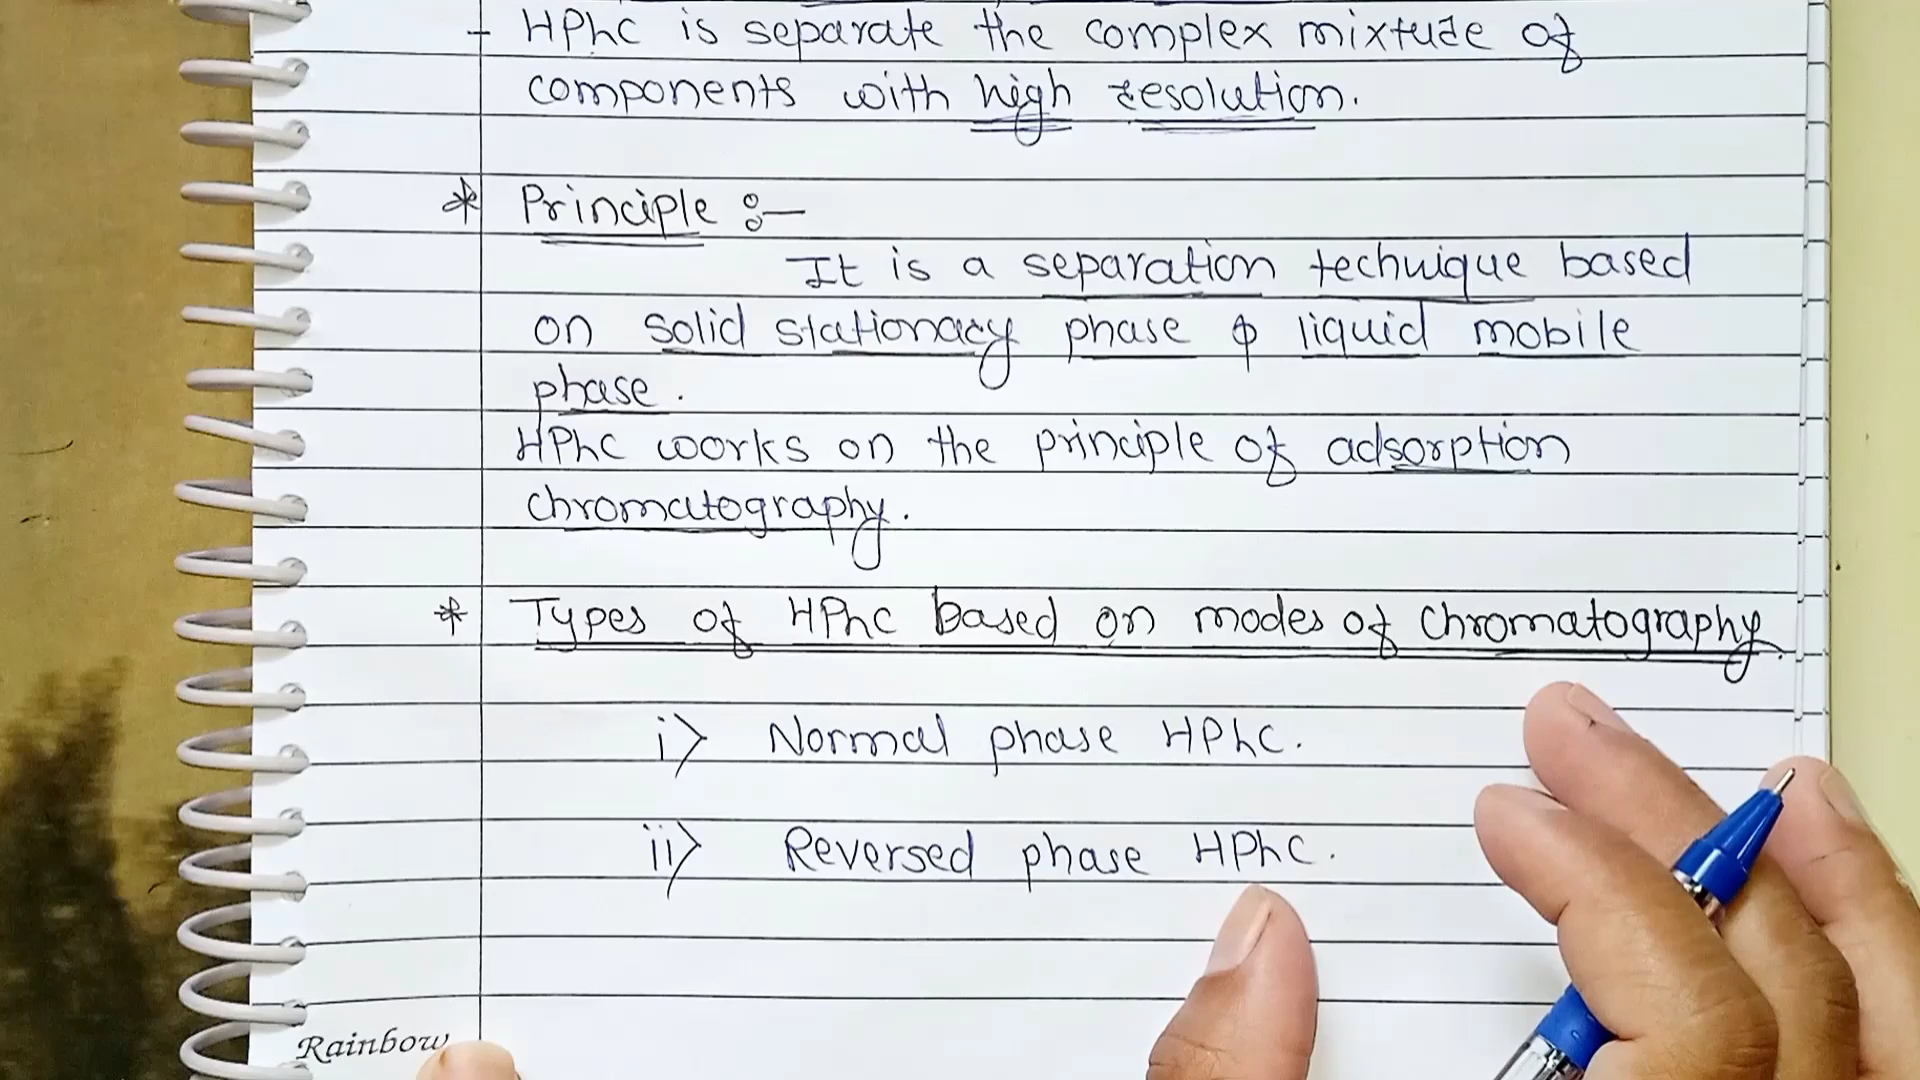 - HPLC is separate the complex mixture of
components with high resolution.
* Principle :-
It is a separation technique based
on solid stationary phase & liquid mobile
phase.
HPLC works on the principle of adsorption
chromatography.
* Types of HPLC based on modes of chromatography.
i> Normal phase HPLC.
ii> Reversed phase HPLC.
Rainbow